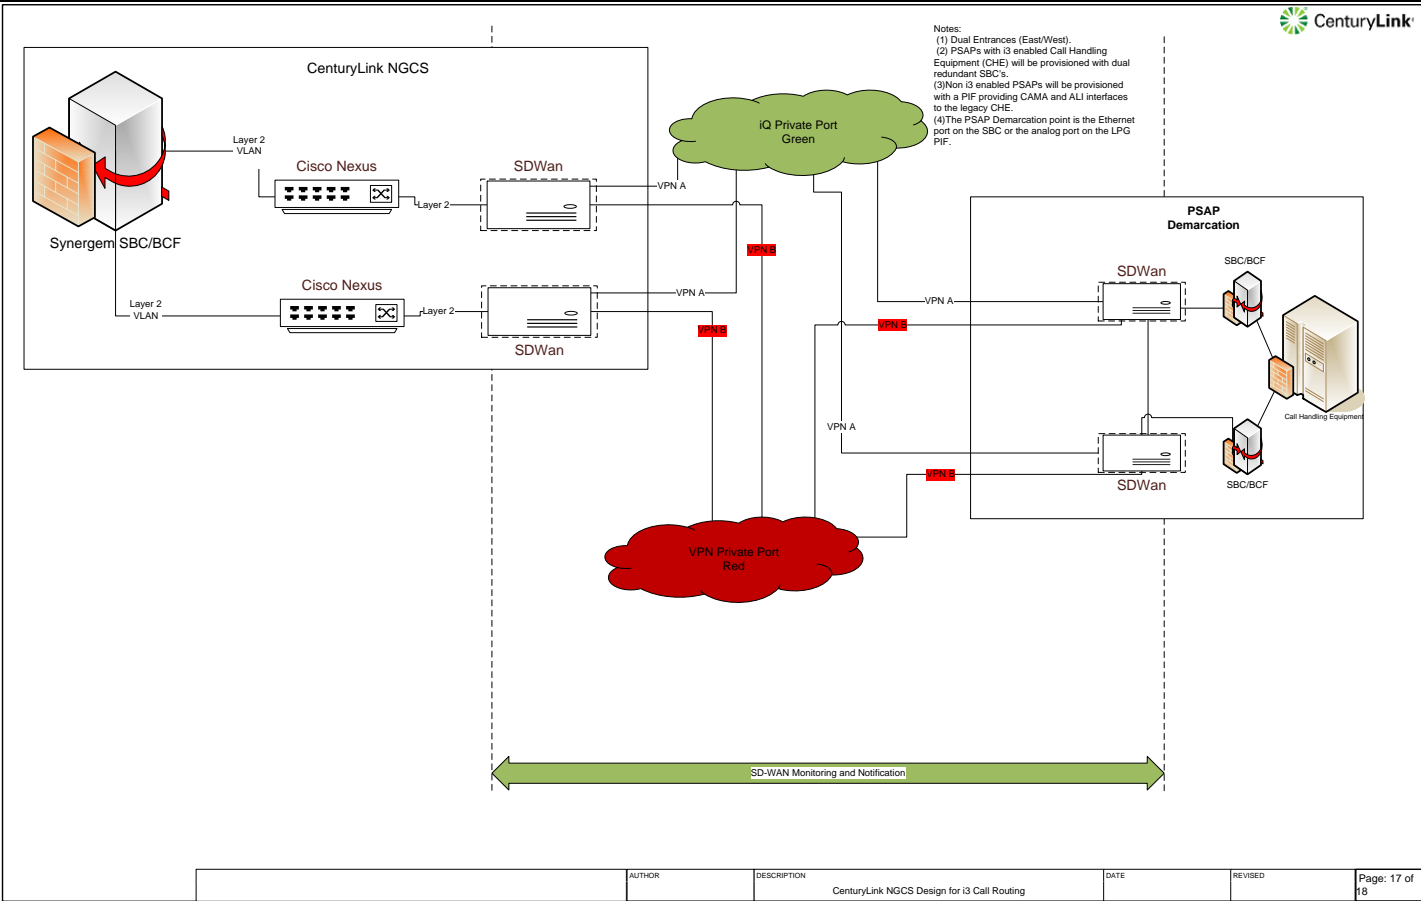 CenturyLink
Notes:
(1) Dual Entrances (East/West).
(2) PSAPs with i3 enabled Call Handling
Equipment (CHE) will be provisioned with dual
redundant SBC's.
(3)Non i3 enabled PSAPs will be provisioned
with a PIF providing CAMA and ALI interfaces
to the legacy CHE.
(4)The PSAP Demarcation point is the Ethernet
port on the SBC or the analog port on the LPG
PIF.
CenturyLink NGCS
Layer 2
VLAN
Cisco Nexus
Layer 2
SDWan
Synergem SBC/BCF
Layer 2
VLAN
Cisco Nexus
Layer 2
SDWan
iQ Private Port
Green
VPN A
VPN B
VPN A
VPN B
VPN A
VPN B
VPN A
VPN B
VPN Private Port
Red
PSAP
Demarcation
SDWan
SBC/BCF
Call Handling Equipment
SDWan
SBC/BCF
SD-WAN Monitoring and Notification
AUTHOR
DESCRIPTION
CenturyLink NGCS Design for i3 Call Routing
DATE
REVISED
Page: 17 of
18